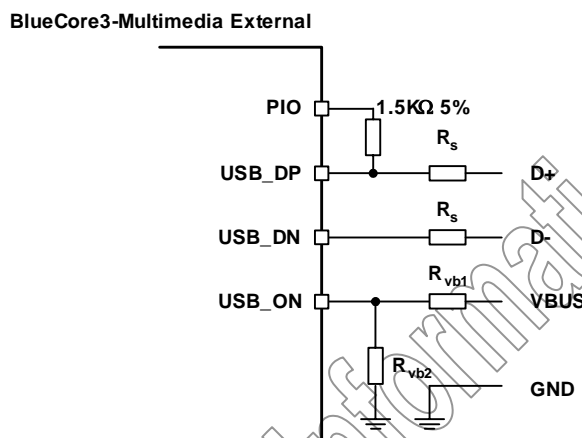 BlueCore3-Multimedia External
PIO
1.5KΩ 5%
Rs
USB_DP
D+
Rs
USB_DN
D-
Rvb1
USB_ON
VBUS
Rvb2
GND